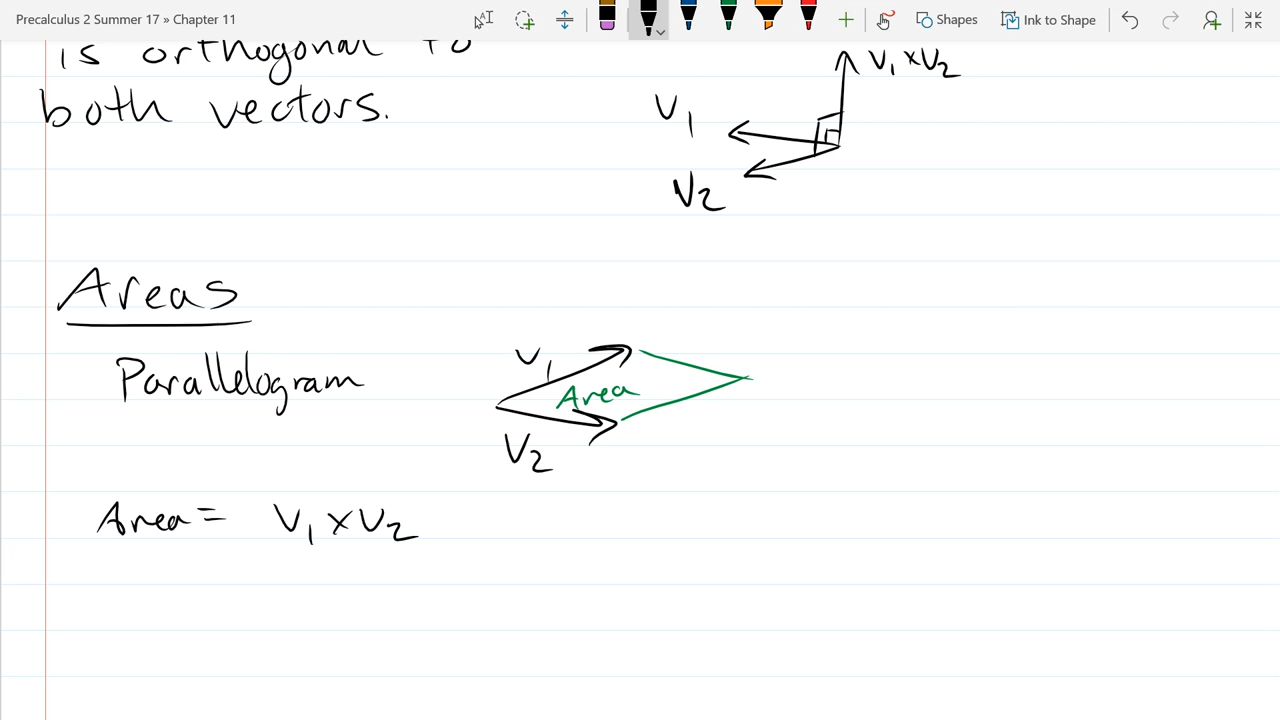 Precalculus 2 Summer 17 » Chapter 11
Shapes
Ink to Shape
is orthogonal to
both vectors.
V1 x V2
V1
V2
Areas
Parallelogram
V1
Area
V2
Area = V1 x V2